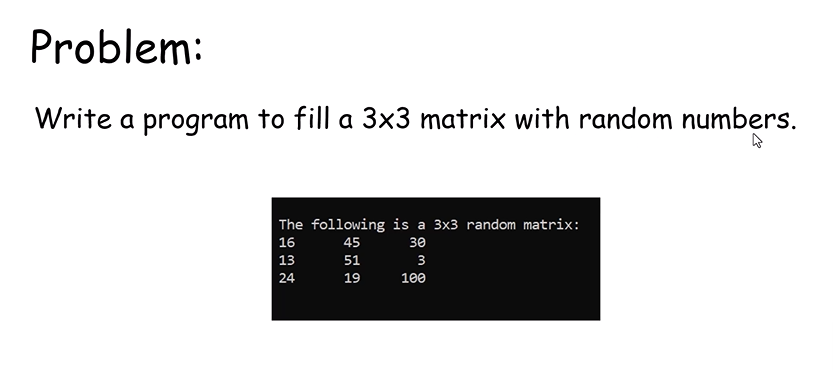 Problem:
Write a program to fill a 3x3 matrix with random numbers.
The following is a 3x3 random matrix:
16 45 30
13 51 3
24 19 100